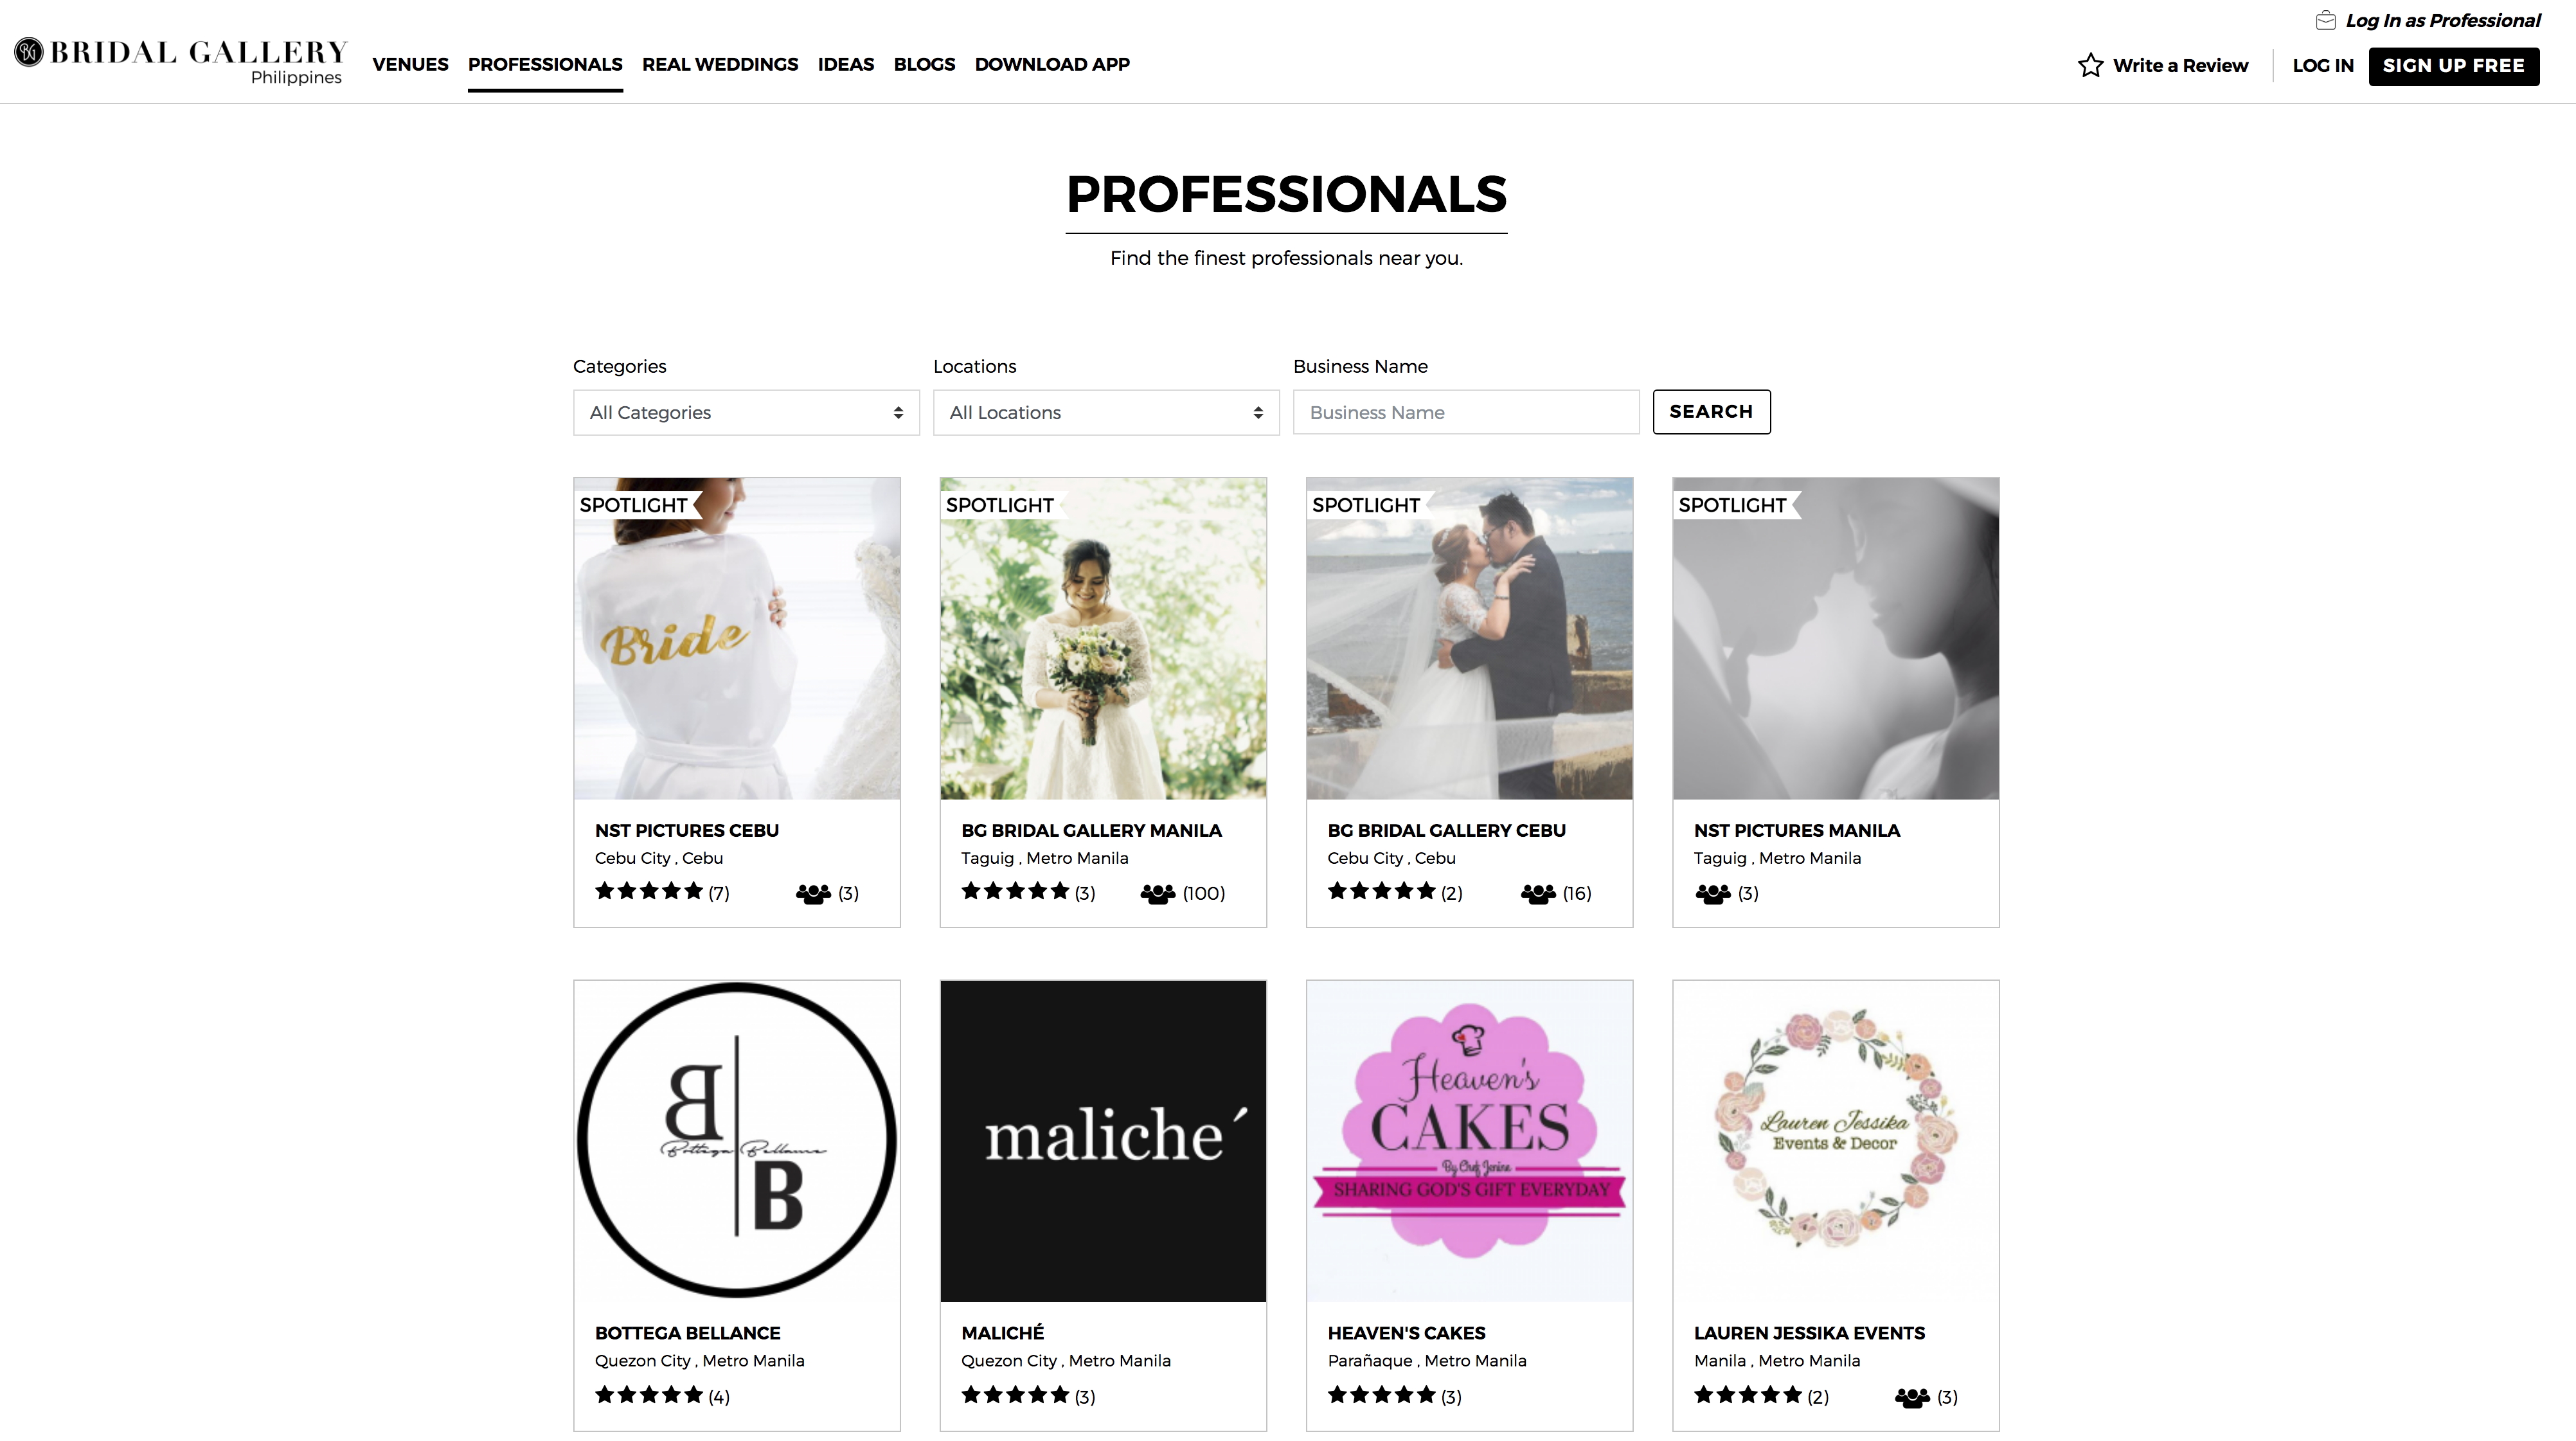 Log In as Professional
BG BRIDAL GALLERY
Philippines
VENUES PROFESSIONALS REAL WEDDINGS IDEAS BLOGS DOWNLOAD APP
Write a Review LOG IN SIGN UP FREE
PROFESSIONALS
Find the finest professionals near you.
Categories Locations Business Name
All Categories All Locations Business Name SEARCH
SPOTLIGHT SPOTLIGHT SPOTLIGHT SPOTLIGHT
Bride
NST PICTURES CEBU
Cebu City , Cebu
(7) (3)
BG BRIDAL GALLERY MANILA
Taguig , Metro Manila
(3) (100)
BG BRIDAL GALLERY CEBU
Cebu City , Cebu
(2) (16)
NST PICTURES MANILA
Taguig , Metro Manila
(3)
B
Bottega Bellance
B
BOTTEGA BELLANCE
Quezon City , Metro Manila
(4)
maliche´
MALICHÉ
Quezon City , Metro Manila
(3)
Heaven's
CAKES
By Chef Jenine
SHARING GOD'S GIFT EVERYDAY
HEAVEN'S CAKES
Parañaque , Metro Manila
(3)
Lauren Jessika
Events & Decor
LAUREN JESSIKA EVENTS
Manila , Metro Manila
(2) (3)